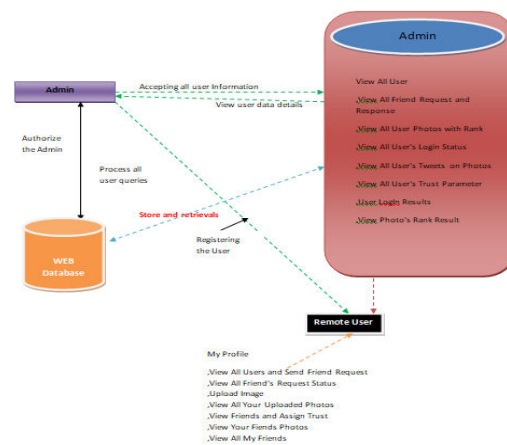 Admin
Admin
Accepting all user Information
View user data details
Authorize
the Admin
Process all
user queries
Store and retrievals
Registering
the User
WEB
Database
View All User
,View All Friend Request and
Response
,View All User Photos with Rank
,View All User's Login Status
,View All User's Tweets on Photos
,View All User's Trust Parameter
,User Login Results
,View Photo's Rank Result
Remote User
My Profile
,View All Users and Send Friend Request
,View All Friend's Request Status
,Upload Image
,View All Your Uploaded Photos
,View Friends and Assign Trust
,View Your Fiends Photos
,View All My Friends